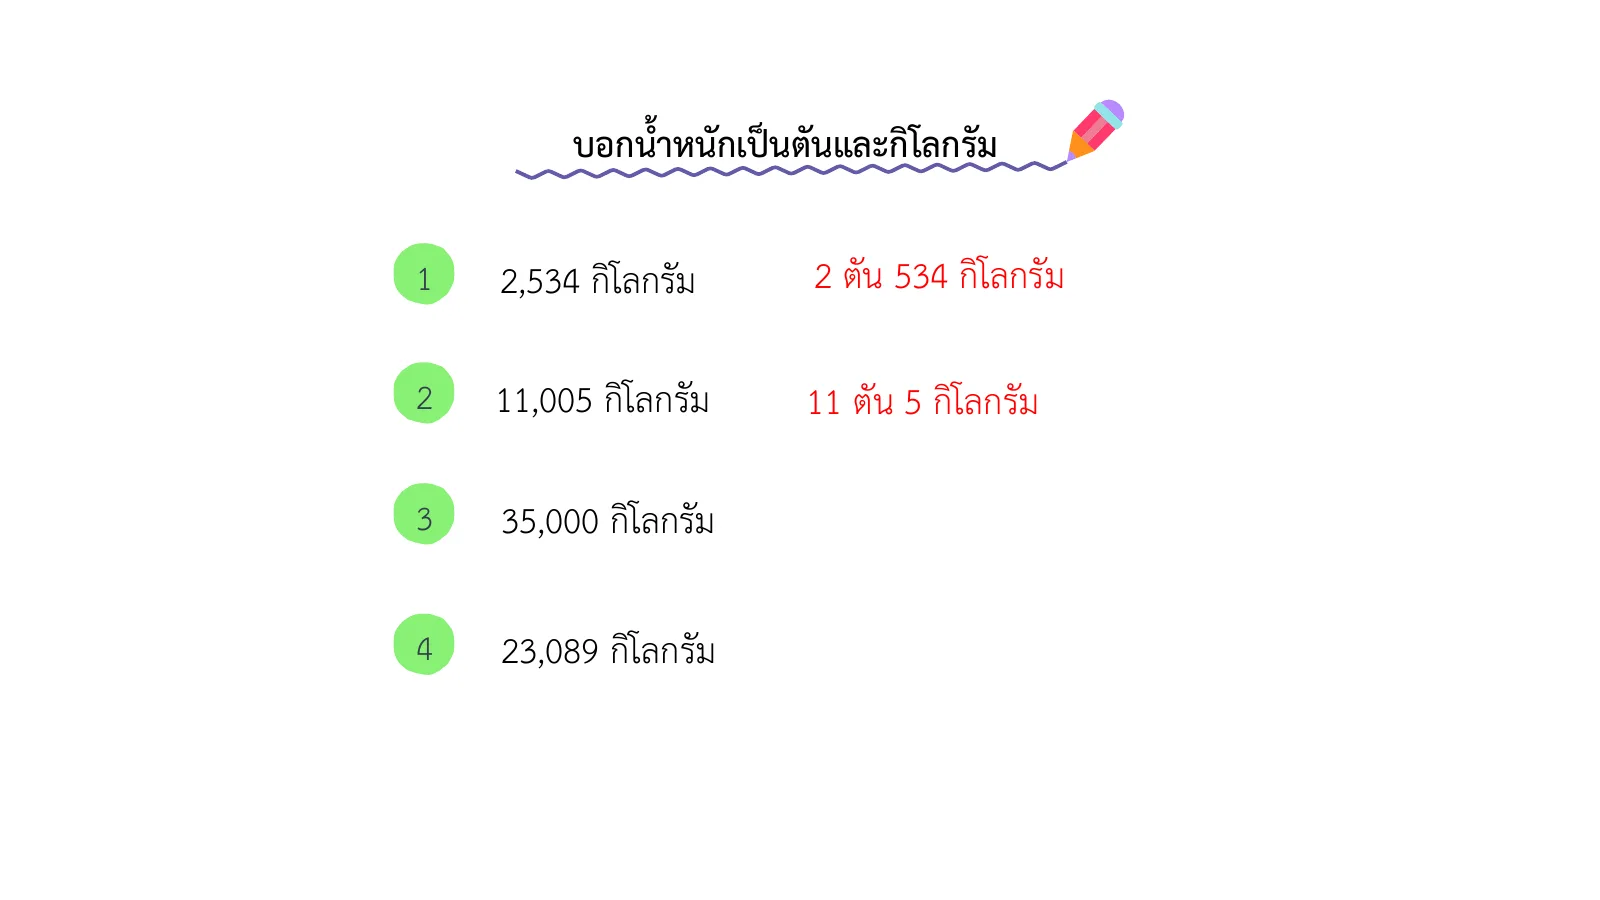 บอกน้ำหนักเป็นตันและกิโลกรัม
1 2,534 กิโลกรัม 2 ตัน 534 กิโลกรัม
2 11,005 กิโลกรัม 11 ตัน 5 กิโลกรัม
3 35,000 กิโลกรัม
4 23,089 กิโลกรัม